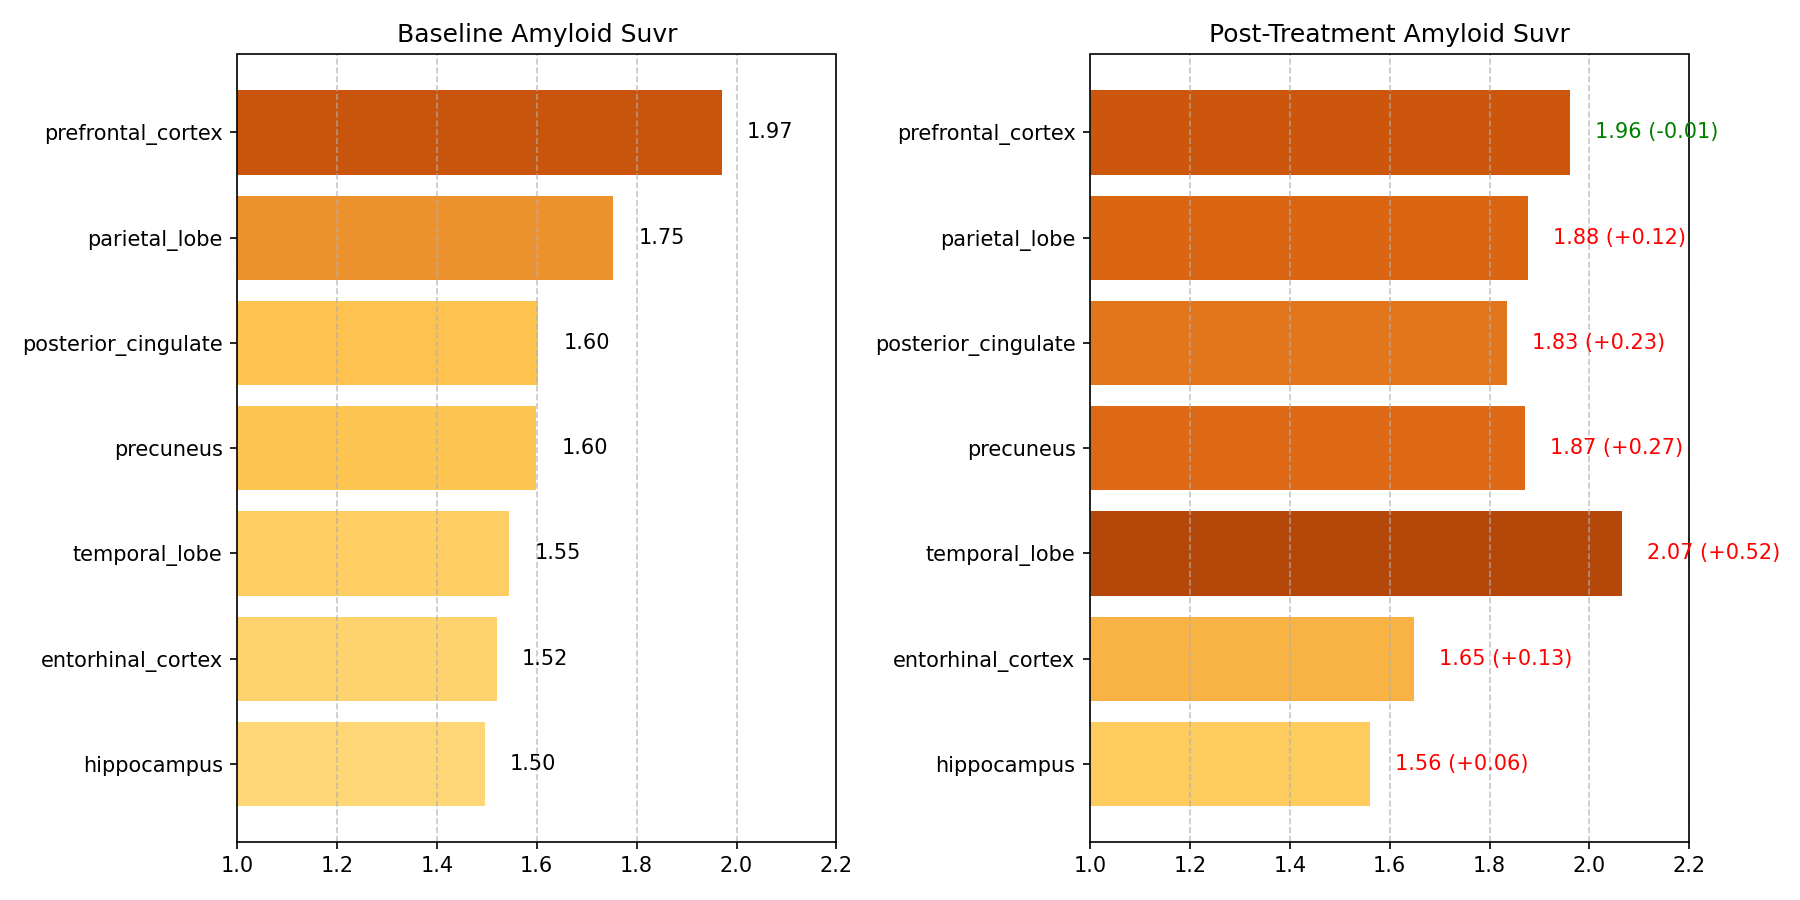 Baseline Amyloid Suvr
prefrontal_cortex
1.97
parietal_lobe
1.75
posterior_cingulate
1.60
precuneus
1.60
temporal_lobe
1.55
entorhinal_cortex
1.52
hippocampus
1.50
1.0 1.2 1.4 1.6 1.8 2.0 2.2
Post-Treatment Amyloid Suvr
prefrontal_cortex
1.96 (-0.01)
parietal_lobe
1.88 (+0.12)
posterior_cingulate
1.83 (+0.23)
precuneus
1.87 (+0.27)
temporal_lobe
2.07 (+0.52)
entorhinal_cortex
1.65 (+0.13)
hippocampus
1.56 (+0.06)
1.0 1.2 1.4 1.6 1.8 2.0 2.2